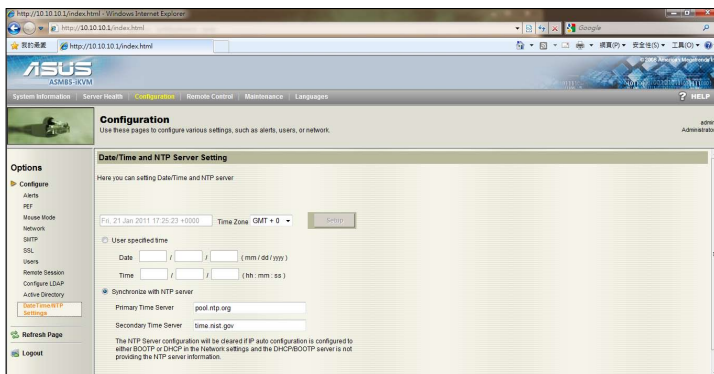 http://10.10.10.1/index.html - Windows Internet Explorer
http://10.10.10.1/index.html
Google
我的最愛
http://10.10.10.1/index.html
網頁(P)
安全性(S)
工具(O)
ASUS
ASMB5-iKVM
System Information
Server Health
Configuration
Remote Control
Maintenance
Languages
? HELP
Configuration
Use these pages to configure various settings, such as alerts, users, or network.
Options
Configure
Alerts
PEF
Mouse Mode
Network
SMTP
SSL
Users
Remote Session
Configure LDAP
Active Directory
Date Time/NTP
Settings
Refresh Page
Logout
Date/Time and NTP Server Setting
Here you can setting Date/Time and NTP server
Fri, 21 Jan 2011 17:25:23 +0000
Time Zone GMT + 0
Setup
User specified time
Date / / ( mm / dd / yyyy )
Time / / ( hh : mm : ss )
Synchronize with NTP server
Primary Time Server pool.ntp.org
Secondary Time Server time.nist.gov
The NTP Server configuration will be cleared if IP auto configuration is configured to
either BOOTP or DHCP in the Network settings and the DHCP/BOOTP server is not
providing the NTP server information.